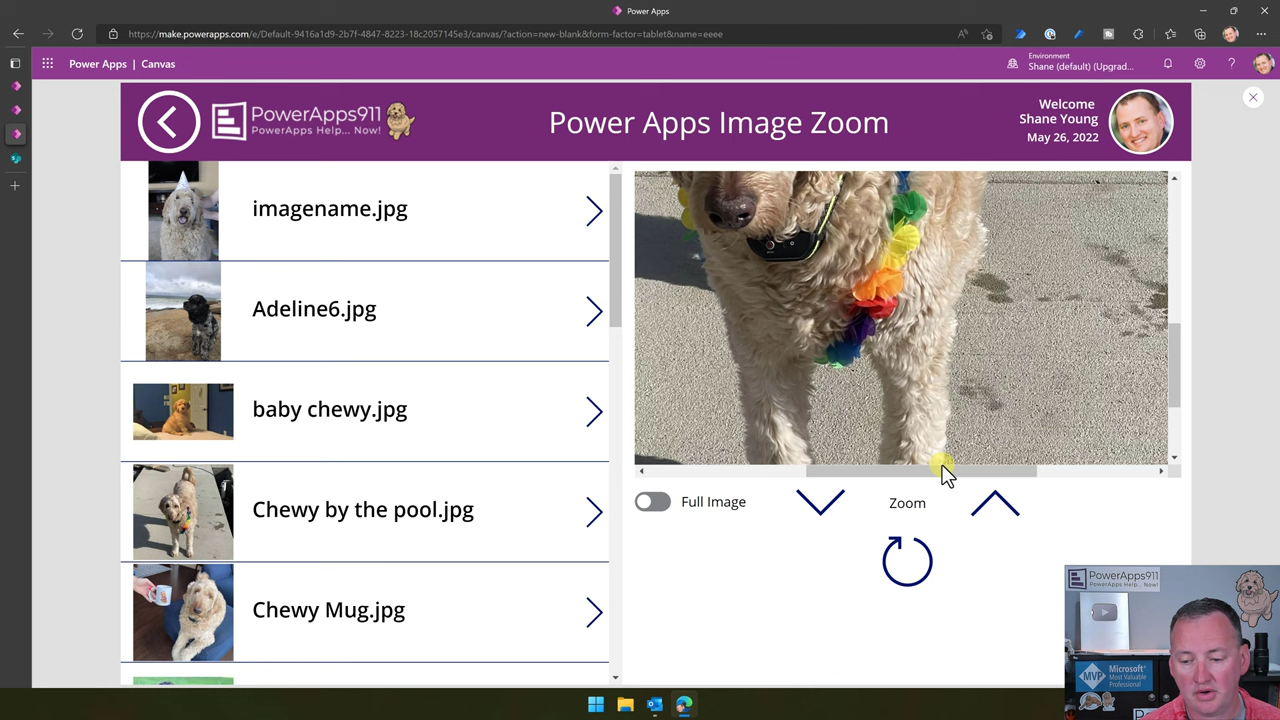 Power Apps
https://make.powerapps.com/e/Default-9416a1d9-2b7f-4847-8223-18c2057145e3/canvas/?action=new-blank&form-factor=tablet&name=eeee
Power Apps | Canvas
Environment
Shane (default) (Upgrad...
PowerApps911
PowerApps Help... Now!
Power Apps Image Zoom
Welcome
Shane Young
May 26, 2022
imagename.jpg
Adeline6.jpg
baby chewy.jpg
Chewy by the pool.jpg
Chewy Mug.jpg
Full Image
Zoom
PowerApps911
PowerApps Help... Now!
MVP
Microsoft®
Most Valuable
Professional